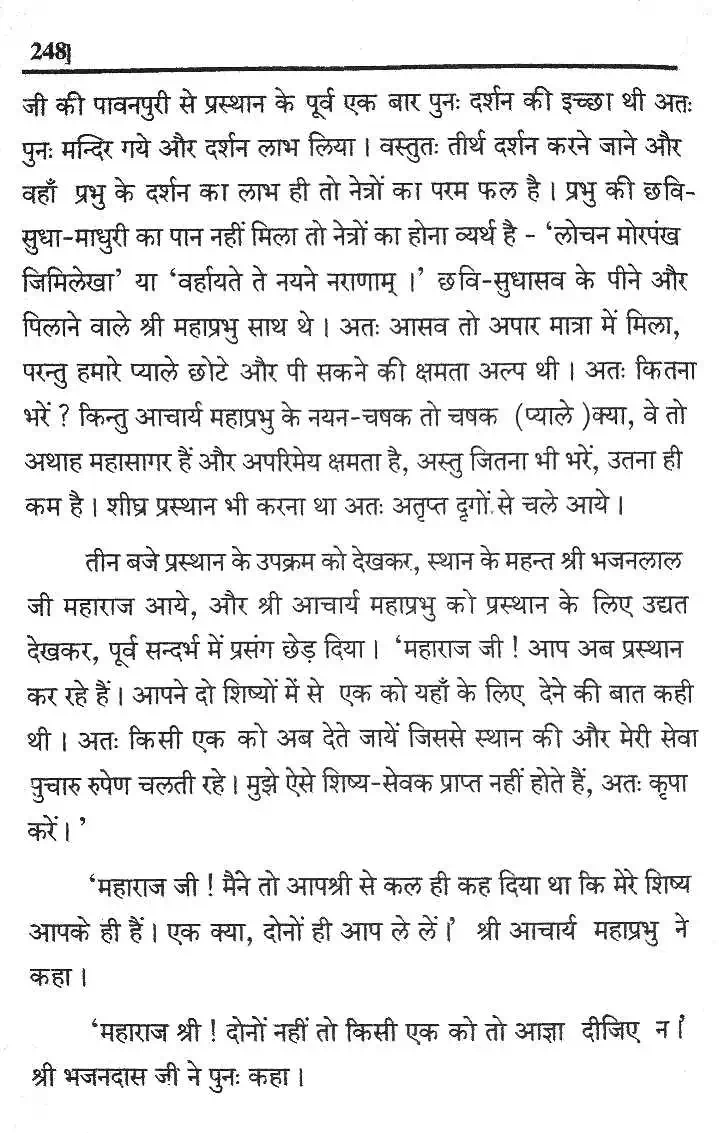 248]
जी की पावनपुरी से प्रस्थान के पूर्व एक बार पुनः दर्शन की इच्छा थी अतः
पुनः मन्दिर गये और दर्शन लाभ लिया । वस्तुतः तीर्थ दर्शन करने जाने और
वहाँ प्रभु के दर्शन का लाभ ही तो नेत्रों का परम फल है । प्रभु की छवि-
सुधा-माधुरी का पान नहीं मिला तो नेत्रों का होना व्यर्थ है - ‘लोचन मोरपंख
जिमिलेखा’ या ‘वर्हायते ते नयने नराणाम् ।’ छवि-सुधासव के पीने और
पिलाने वाले श्री महाप्रभु साथ थे । अतः आसव तो अपार मात्रा में मिला,
परन्तु हमारे प्याले छोटे और पी सकने की क्षमता अल्प थी । अतः कितना
भरें ? किन्तु आचार्य महाप्रभु के नयन-चषक तो चषक (प्याले )क्या, वे तो
अथाह महासागर हैं और अपरिमेय क्षमता है, अस्तु जितना भी भरें, उतना ही
कम है । शीघ्र प्रस्थान भी करना था अतः अतृप्त दृगों से चले आये ।
तीन बजे प्रस्थान के उपक्रम को देखकर, स्थान के महन्त श्री भजनलाल
जी महाराज आये, और श्री आचार्य महाप्रभु को प्रस्थान के लिए उद्यत
देखकर, पूर्व सन्दर्भ में प्रसंग छेड़ दिया । ‘महाराज जी ! आप अब प्रस्थान
कर रहे हैं । आपने दो शिष्यों में से एक को यहाँ के लिए देने की बात कही
थी । अतः किसी एक को अब देते जायें जिससे स्थान की और मेरी सेवा
पुचारु रुपेण चलती रहे । मुझे ऐसे शिष्य-सेवक प्राप्त नहीं होते हैं, अतः कृपा
करें । ’
‘महाराज जी ! मैने तो आपश्री से कल ही कह दिया था कि मेरे शिष्य
आपके ही हैं । एक क्या, दोनों ही आप ले लें ।’ श्री आचार्य महाप्रभु ने
कहा ।
‘महाराज श्री ! दोनों नहीं तो किसी एक को तो आज्ञा दीजिए न ।’
श्री भजनदास जी ने पुनः कहा ।